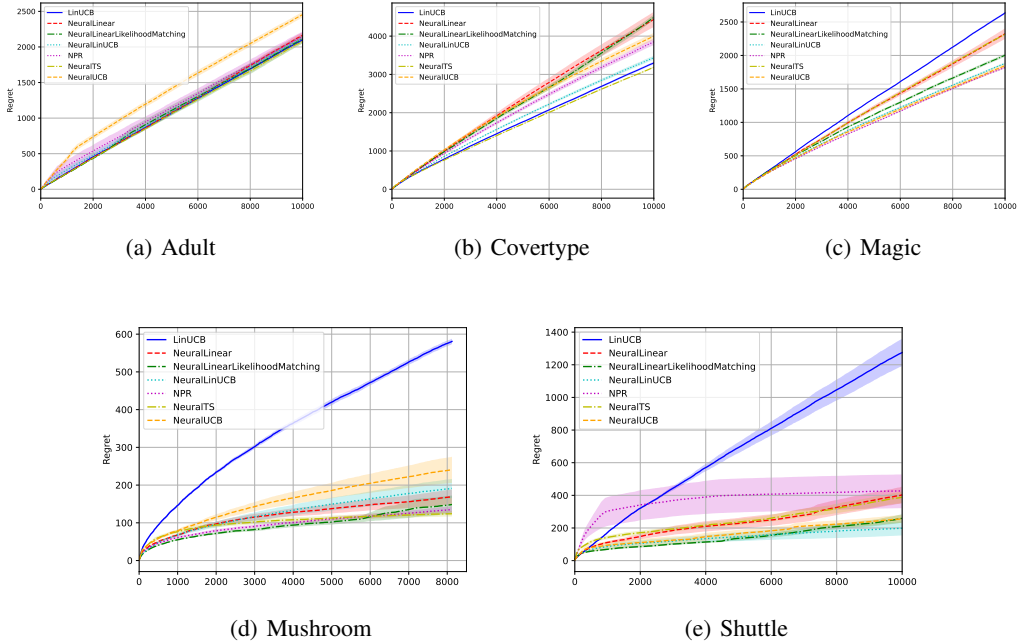 2500
2000
1500
1000
500
0
Regret
LinUCB
NeuralLinear
NeuralLinearLikelihoodMatching
NeuralLinUCB
NPR
NeuralTS
NeuralUCB
0 2000 4000 6000 8000 10000
(a) Adult
4000
3000
2000
1000
0
Regret
LinUCB
NeuralLinear
NeuralLinearLikelihoodMatching
NeuralLinUCB
NPR
NeuralTS
NeuralUCB
0 2000 4000 6000 8000 10000
(b) Covertype
2500
2000
1500
1000
500
0
Regret
LinUCB
NeuralLinear
NeuralLinearLikelihoodMatching
NeuralLinUCB
NPR
NeuralTS
NeuralUCB
0 2000 4000 6000 8000 10000
(c) Magic
600
500
400
300
200
100
0
Regret
LinUCB
NeuralLinear
NeuralLinearLikelihoodMatching
NeuralLinUCB
NPR
NeuralTS
NeuralUCB
0 1000 2000 3000 4000 5000 6000 7000 8000
(d) Mushroom
1400
1200
1000
800
600
400
200
0
Regret
LinUCB
NeuralLinear
NeuralLinearLikelihoodMatching
NeuralLinUCB
NPR
NeuralTS
NeuralUCB
0 2000 4000 6000 8000 10000
(e) Shuttle